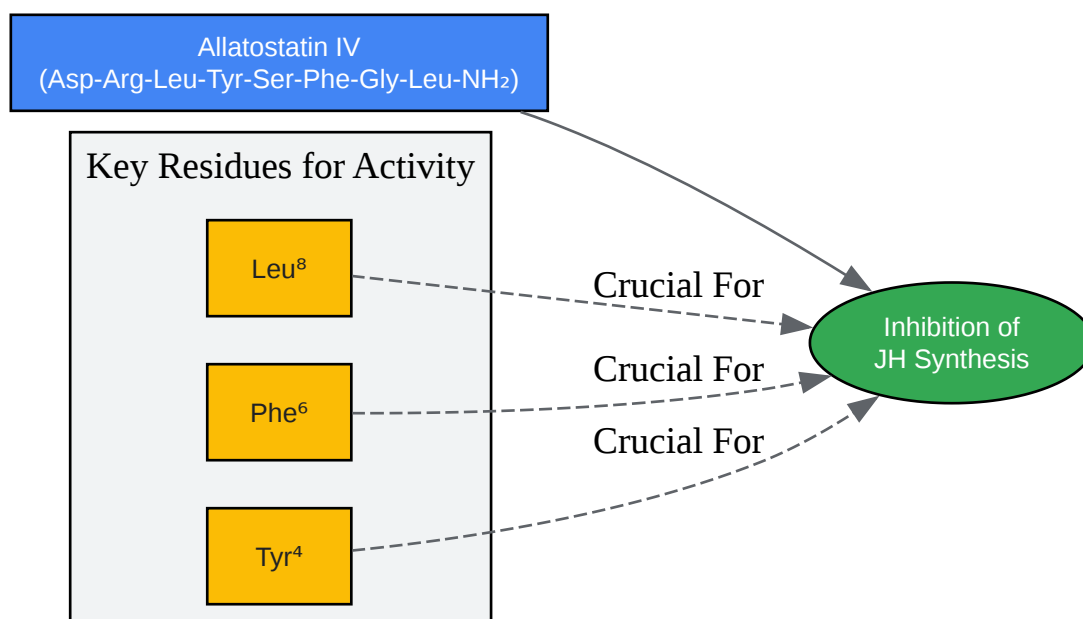 Allatostatin IV
(Asp-Arg-Leu-Tyr-Ser-Phe-Gly-Leu-NH₂)
Key Residues for Activity
Leu⁸
Crucial For
Inhibition of
JH Synthesis
Phe⁶
Crucial For
Crucial For
Tyr⁴